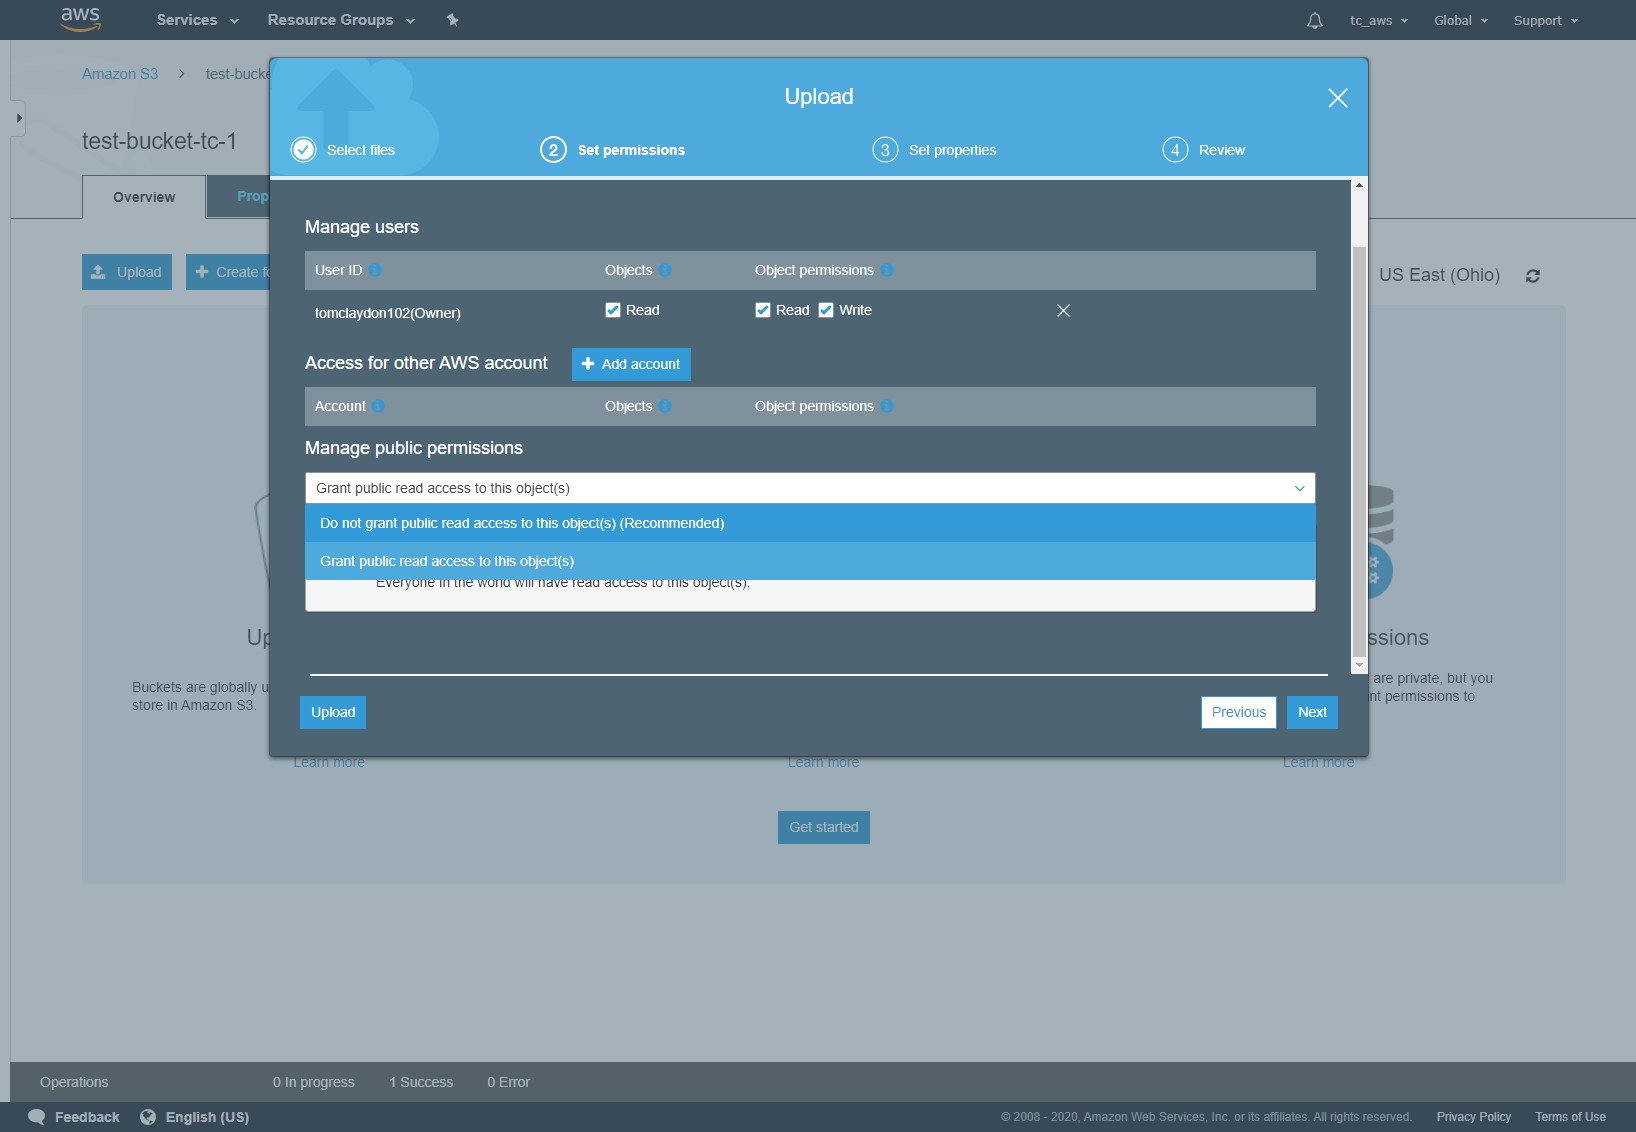 aws Services Resource Groups tc_aws Global Support
Amazon S3 > test-bucke
Upload
test-bucket-tc-1
Select files 2 Set permissions 3 Set properties 4 Review
Overview Prop
Manage users
User ID Objects Object permissions
Upload Create fo US East (Ohio)
tomclaydon102(Owner) Read Read Write
Access for other AWS account Add account
Account Objects Object permissions
Manage public permissions
Grant public read access to this object(s)
Do not grant public read access to this object(s) (Recommended)
Grant public read access to this object(s)
Everyone in the world will have read access to this object(s).
Up ssions
Buckets are globally u are private, but you
store in Amazon S3. nt permissions to
Upload Previous Next
Learn more Learn more Learn more
Get started
Operations 0 In progress 1 Success 0 Error
Feedback English (US) © 2008 - 2020, Amazon Web Services, Inc. or its affiliates. All rights reserved. Privacy Policy Terms of Use